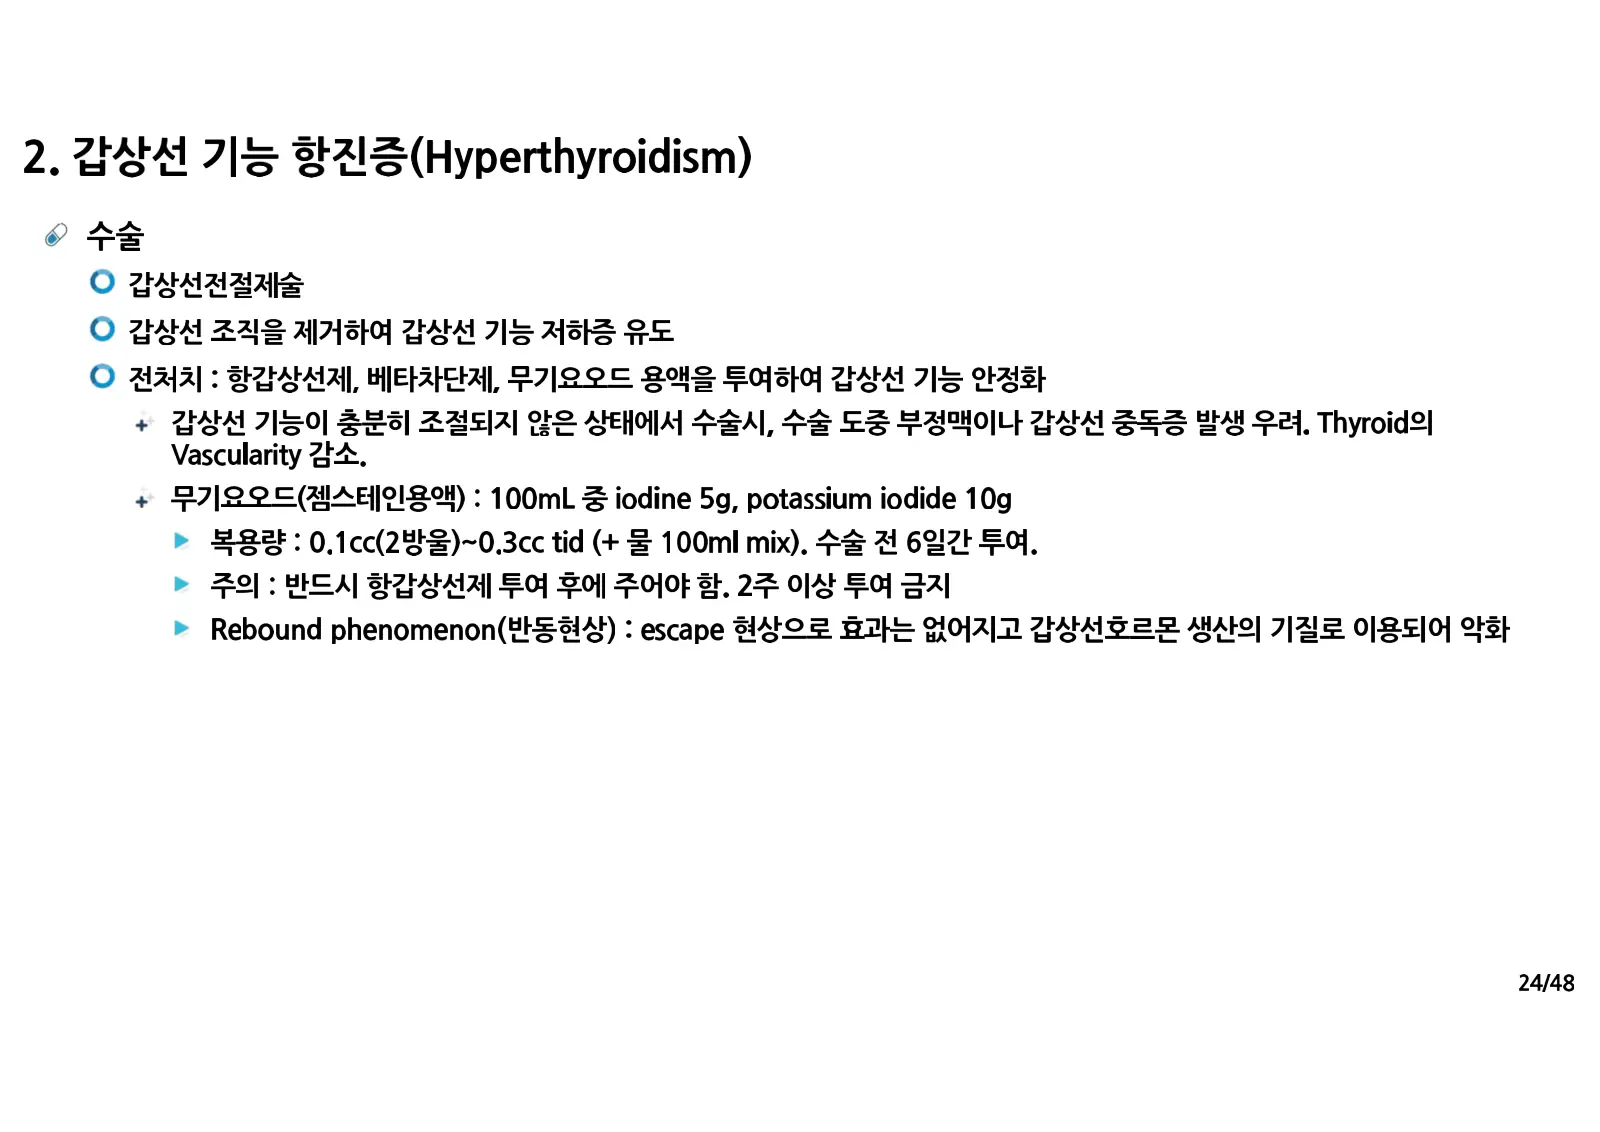 2. 갑상선 기능 항진증(Hyperthyroidism)
수술
갑상선전절제술
갑상선 조직을 제거하여 갑상선 기능 저하증 유도
전처치 : 항갑상선제, 베타차단제, 무기요오드 용액을 투여하여 갑상선 기능 안정화
갑상선 기능이 충분히 조절되지 않은 상태에서 수술시, 수술 도중 부정맥이나 갑상선 중독증 발생 우려. Thyroid의
Vascularity 감소.
무기요오드(젬스테인용액) : 100mL 중 iodine 5g, potassium iodide 10g
복용량 : 0.1cc(2방울)~0.3cc tid (+ 물 100ml mix). 수술 전 6일간 투여.
주의 : 반드시 항갑상선제 투여 후에 주어야 함. 2주 이상 투여 금지
Rebound phenomenon(반동현상) : escape 현상으로 효과는 없어지고 갑상선호르몬 생산의 기질로 이용되어 악화
24/48